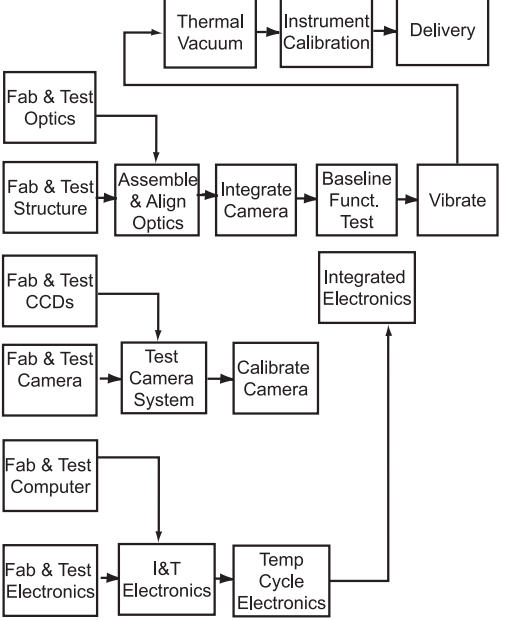 Thermal
Vacuum
Instrument
Calibration
Delivery
Fab & Test
Optics
Fab & Test
Structure
Assemble
& Align
Optics
Integrate
Camera
Baseline
Funct.
Test
Vibrate
Fab & Test
CCDs
Integrated
Electronics
Fab & Test
Camera
Test
Camera
System
Calibrate
Camera
Fab & Test
Computer
Fab & Test
Electronics
I&T
Electronics
Temp
Cycle
Electronics